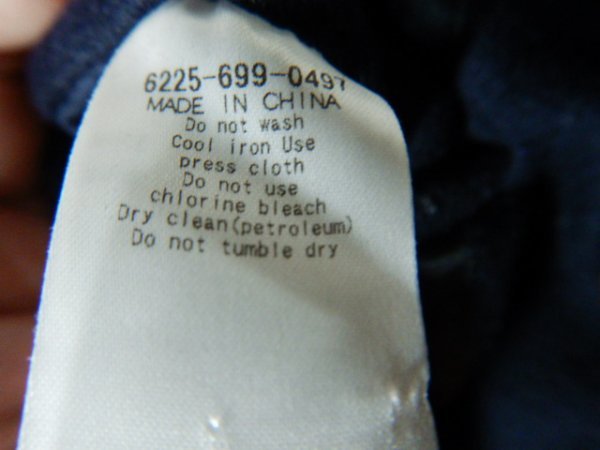 6225-699-0497
MADE IN CHINA
Do not wash
Cool iron Use
press cloth
Do not use
chlorine bleach
Dry clean(petroleum)
Do not tumble dry